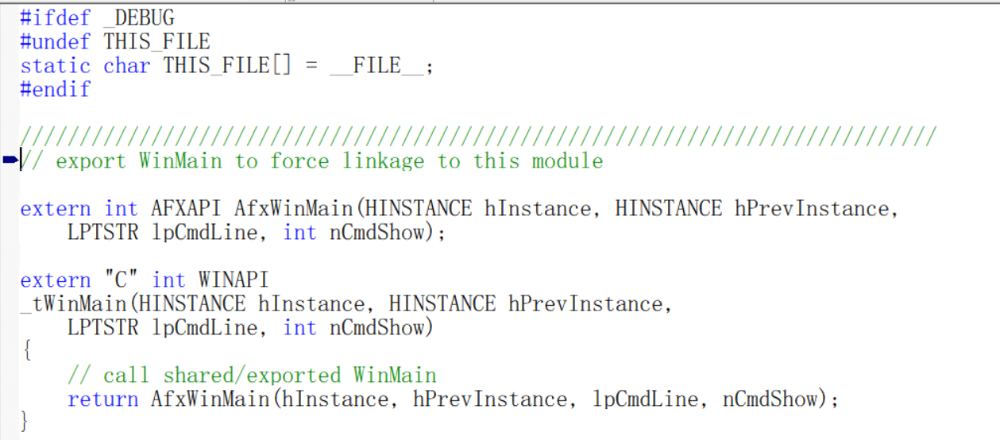 #ifdef _DEBUG
#undef THIS_FILE
static char THIS_FILE[] = __FILE__;
#endif
/////////////////////////////////////////////////////////////////////////////
// export WinMain to force linkage to this module
extern int AFXAPI AfxWinMain(HINSTANCE hInstance, HINSTANCE hPrevInstance,
    LPTSTR lpCmdLine, int nCmdShow);
extern "C" int WINAPI
_tWinMain(HINSTANCE hInstance, HINSTANCE hPrevInstance,
    LPTSTR lpCmdLine, int nCmdShow)
{
    // call shared/exported WinMain
    return AfxWinMain(hInstance, hPrevInstance, lpCmdLine, nCmdShow);
}